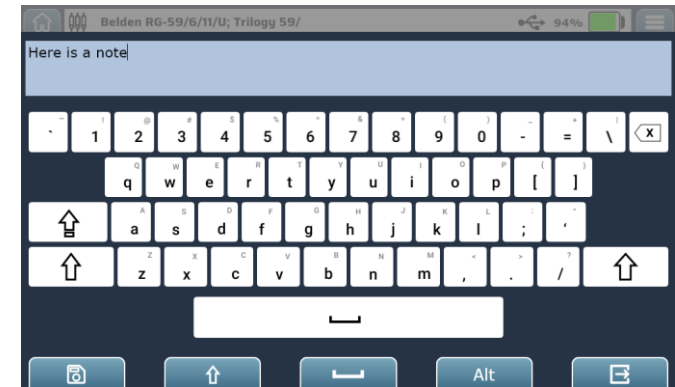 Belden RG-59/6/11/U; Trilogy 59/
94%
Here is a note
~ ! @ # $ % ^ & * ( ) _ + |
` 1 2 3 4 5 6 7 8 9 0 - = \ X
Q W E R T Y U I O P { }
q w e r t y u i o p [ ]
A S D F G H J K L : "
a s d f g h j k l ; '
Z X C V B N M < > ?
z x c v b n m , . /
Alt